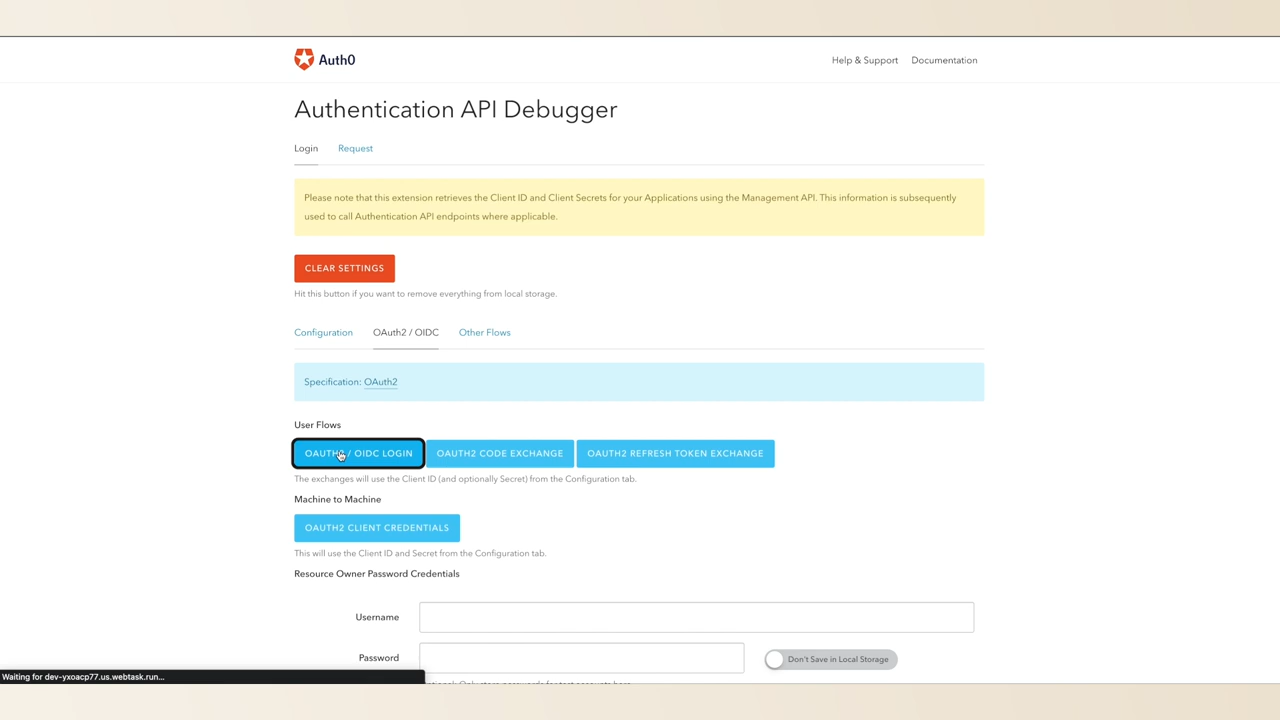 Auth0
Help & Support
Documentation
Authentication API Debugger
Login
Request
Please note that this extension retrieves the Client ID and Client Secrets for your Applications using the Management API. This information is subsequently
used to call Authentication API endpoints where applicable.
CLEAR SETTINGS
Hit this button if you want to remove everything from local storage.
Configuration
OAuth2 / OIDC
Other Flows
Specification: OAuth2
User Flows
OAUTH2 / OIDC LOGIN
OAUTH2 CODE EXCHANGE
OAUTH2 REFRESH TOKEN EXCHANGE
The exchanges will use the Client ID (and optionally Secret) from the Configuration tab.
Machine to Machine
OAUTH2 CLIENT CREDENTIALS
This will use the Client ID and Secret from the Configuration tab.
Resource Owner Password Credentials
Username
Password
Don't Save in Local Storage
Waiting for dev-yxoacp77.us.webtask.run...